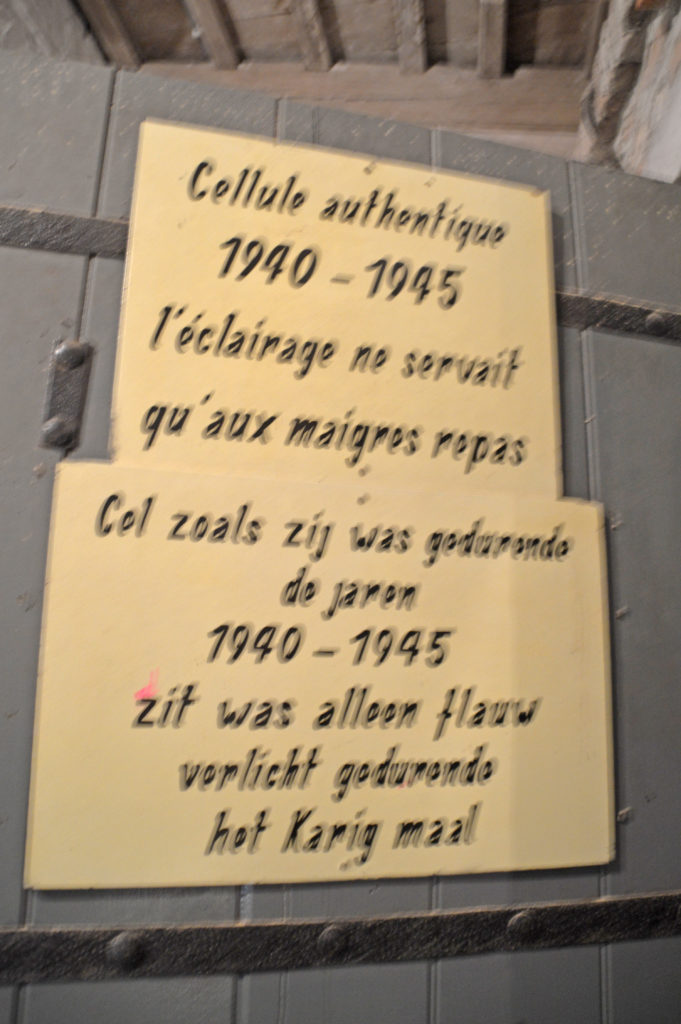 Cellule authentique
1940 - 1945
l'éclairage ne servait
qu'aux maigres repas
Cel zoals zij was gedurende
de jaren
1940 - 1945
zit was alleen flauw
verlicht gedurende
het Karig maal